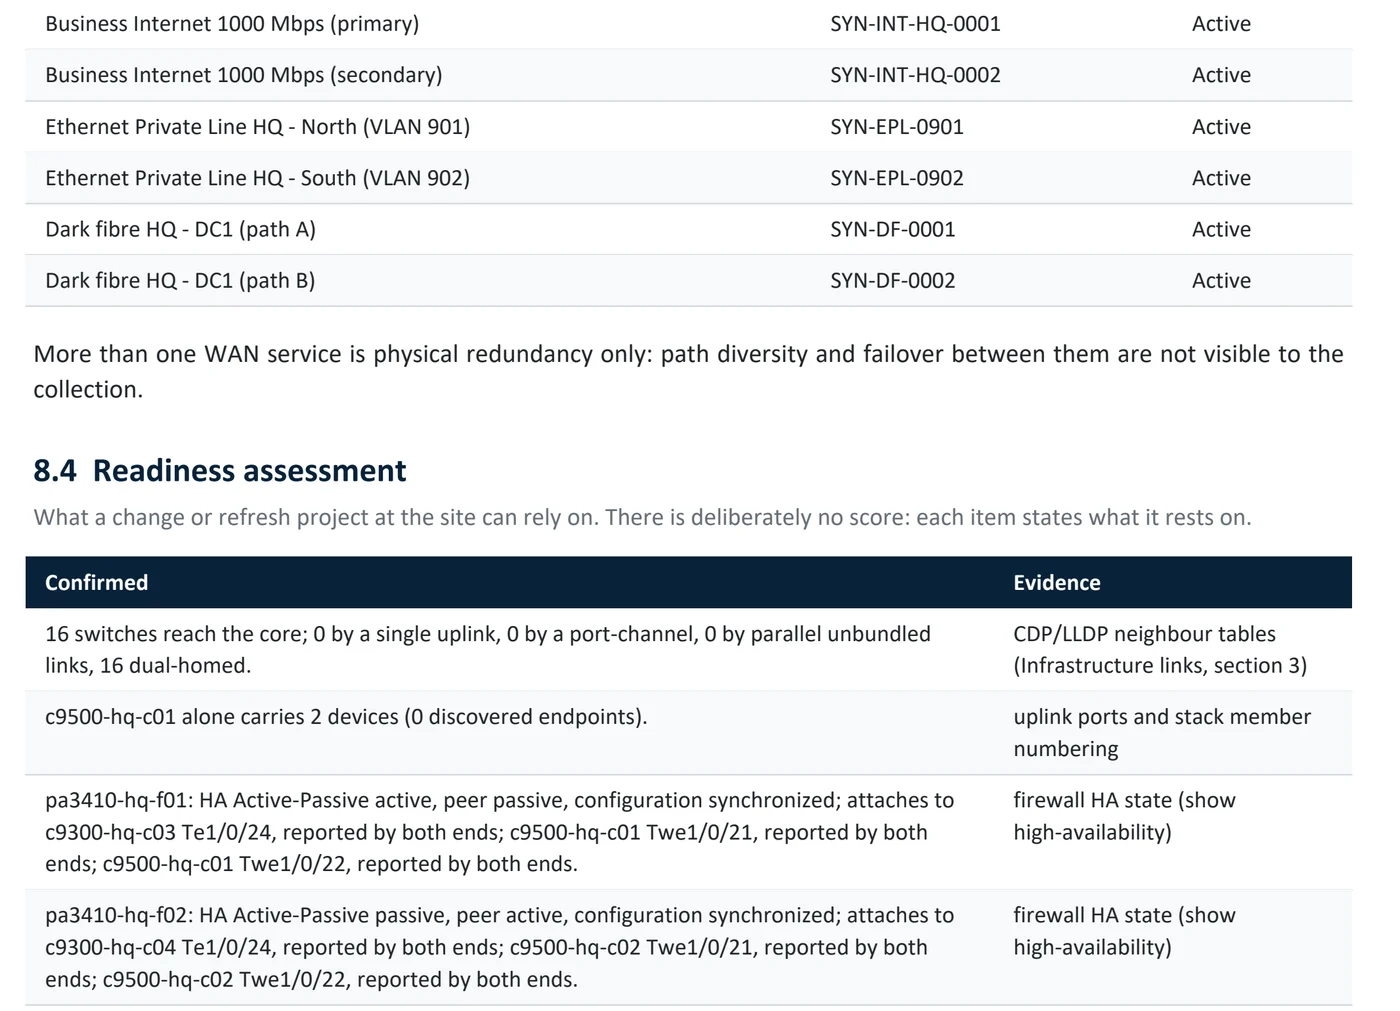 Business Internet 1000 Mbps (primary) SYN-INT-HQ-0001 Active
Business Internet 1000 Mbps (secondary) SYN-INT-HQ-0002 Active
Ethernet Private Line HQ - North (VLAN 901) SYN-EPL-0901 Active
Ethernet Private Line HQ - South (VLAN 902) SYN-EPL-0902 Active
Dark fibre HQ - DC1 (path A) SYN-DF-0001 Active
Dark fibre HQ - DC1 (path B) SYN-DF-0002 Active
More than one WAN service is physical redundancy only: path diversity and failover between them are not visible to the
collection.
8.4 Readiness assessment
What a change or refresh project at the site can rely on. There is deliberately no score: each item states what it rests on.
Confirmed Evidence
16 switches reach the core; 0 by a single uplink, 0 by a port-channel, 0 by parallel unbundled CDP/LLDP neighbour tables
links, 16 dual-homed. (Infrastructure links, section 3)
c9500-hq-c01 alone carries 2 devices (0 discovered endpoints). uplink ports and stack member
numbering
pa3410-hq-f01: HA Active-Passive active, peer passive, configuration synchronized; attaches to firewall HA state (show
c9300-hq-c03 Te1/0/24, reported by both ends; c9500-hq-c01 Twe1/0/21, reported by both high-availability)
ends; c9500-hq-c01 Twe1/0/22, reported by both ends.
pa3410-hq-f02: HA Active-Passive passive, peer active, configuration synchronized; attaches to firewall HA state (show
c9300-hq-c04 Te1/0/24, reported by both ends; c9500-hq-c02 Twe1/0/21, reported by both high-availability)
ends; c9500-hq-c02 Twe1/0/22, reported by both ends.